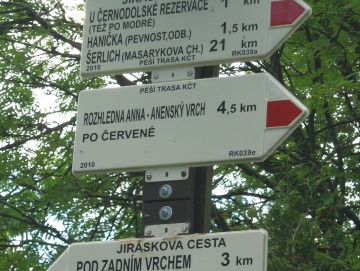 U ČERNODOLSKÉ REZERVACE 1 km
(TÉŽ PO MODRÉ)
HANIČKA (PEVNOST,ODB.) 1,5 km
ŠERLICH (MASARYKOVA CH.) 21 km
2010 PĚŠÍ TRASA KČT RK039a
PĚŠÍ TRASA KČT
ROZHLEDNA ANNA - ANENSKÝ VRCH 4,5 km
PO ČERVENÉ
2010 RK039e
JIRÁSKOVA CESTA
POD ZADNÍM VRCHEM 3 km